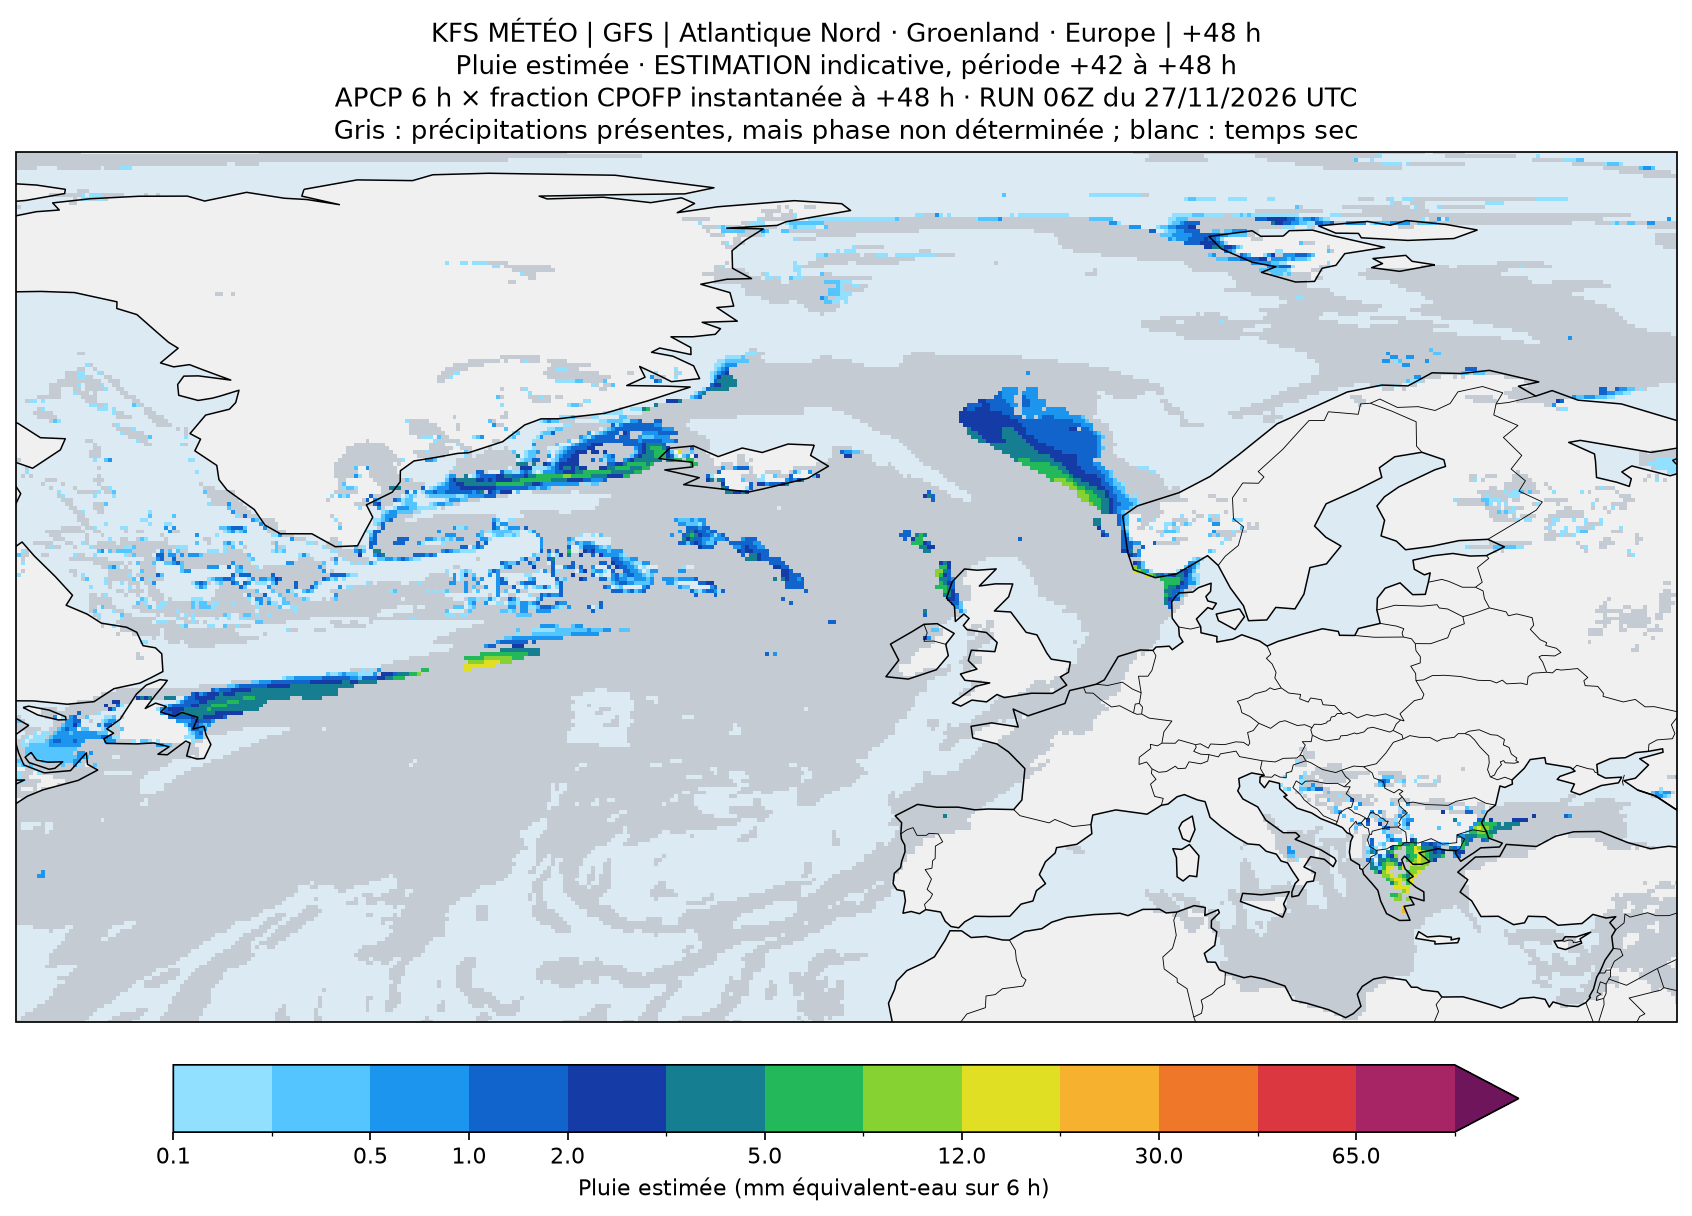 KFS MÉTÉO | GFS | Atlantique Nord · Groenland · Europe | +48 h
Pluie estimée · ESTIMATION indicative, période +42 à +48 h
APCP 6 h × fraction CPOFP instantanée à +48 h · RUN 06Z du 27/11/2026 UTC
Gris : précipitations présentes, mais phase non déterminée ; blanc : temps sec
0.1 0.5 1.0 2.0 5.0 12.0 30.0 65.0
Pluie estimée (mm équivalent-eau sur 6 h)